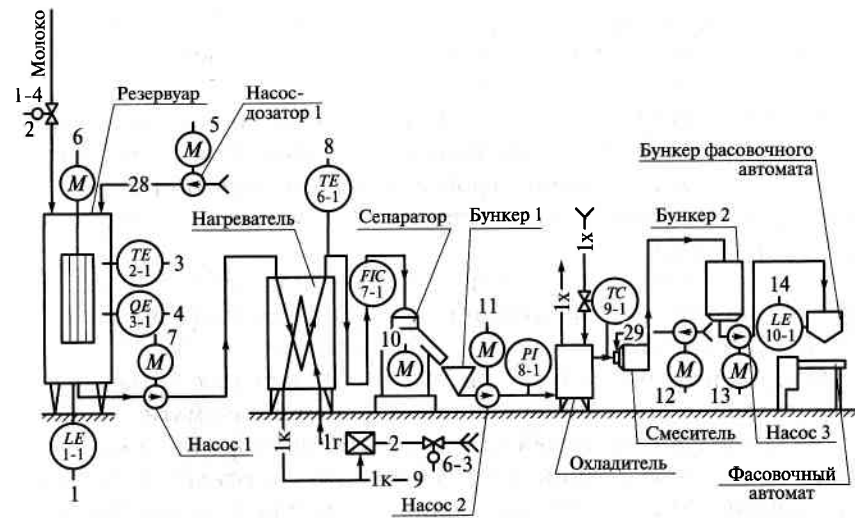 Молоко
1-4
2
Резервуар
6
М
5
М
Насос-
дозатор 1
28
8
TE
6-1
Нагреватель
Сепаратор
FIC
7-1
Бункер 1
1х
1х
TC
9-1
Бункер 2
Бункер фасовочного
автомата
TE
2-1
3
QE
3-1
4
7
М
10
М
11
М
PI
8-1
29
14
LE
10-1
12
М
13
М
LE
1-1
1
Насос 1
1к
1г
2
6-3
1к
9
Насос 2
Охладитель
Смеситель
Насос 3
Фасовочный
автомат